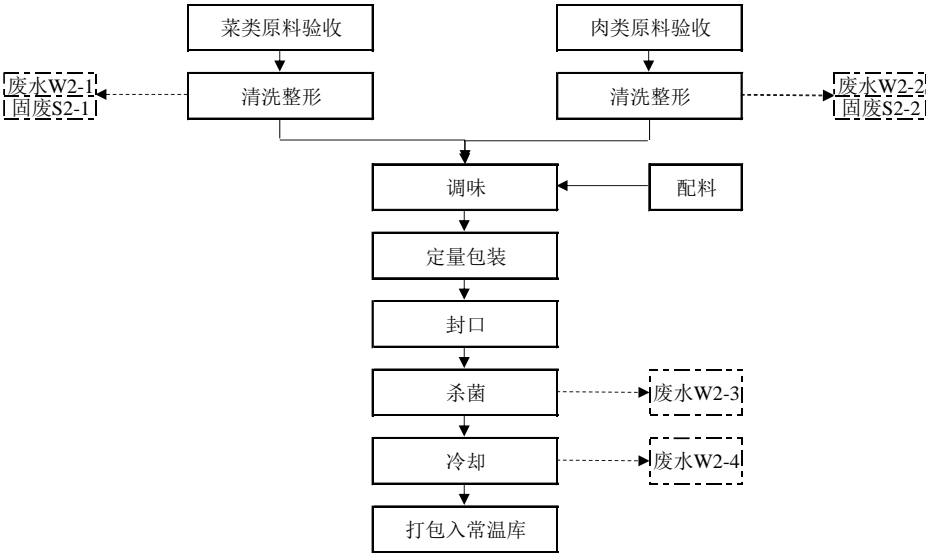 菜类原料验收
肉类原料验收
废水W2-1
固废S2-1
清洗整形
清洗整形
废水W2-2
固废S2-2
调味
配料
定量包装
封口
杀菌
废水W2-3
冷却
废水W2-4
打包入常温库